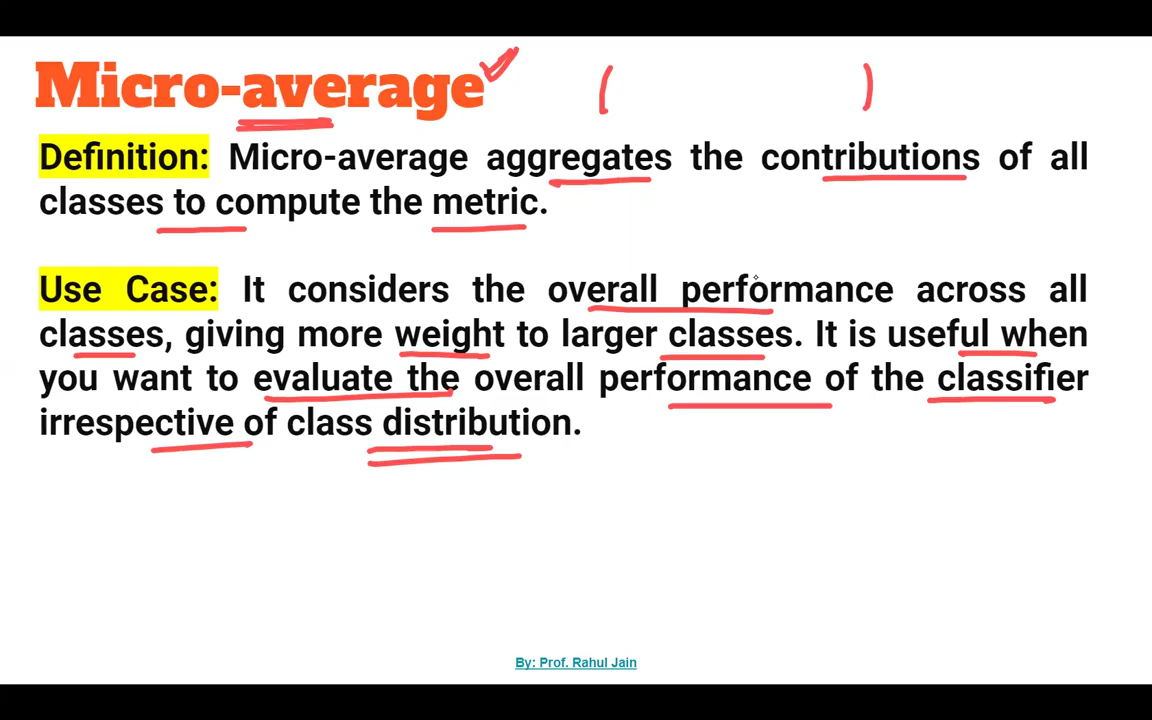 Micro-average
Definition: Micro-average aggregates the contributions of all
classes to compute the metric.
Use Case: It considers the overall performance across all
classes, giving more weight to larger classes. It is useful when
you want to evaluate the overall performance of the classifier
irrespective of class distribution.
By: Prof. Rahul Jain